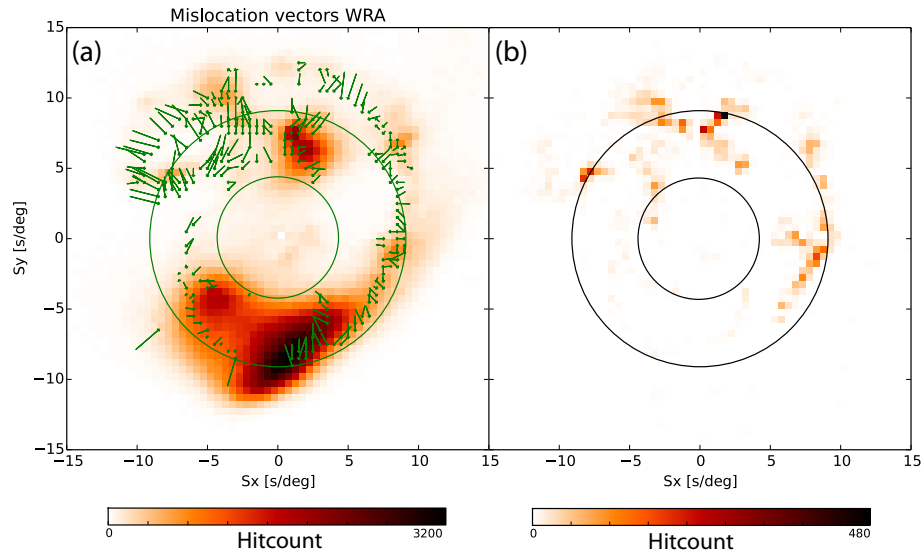 Mislocation vectors WRA
(a)
(b)
15
10
5
0
−5
−10
−15
Sy [s/deg]
−15 −10 −5 0 5 10 15
−15 −10 −5 0 5 10 15
Sx [s/deg]
Sx [s/deg]
0 3200
Hitcount
0 480
Hitcount